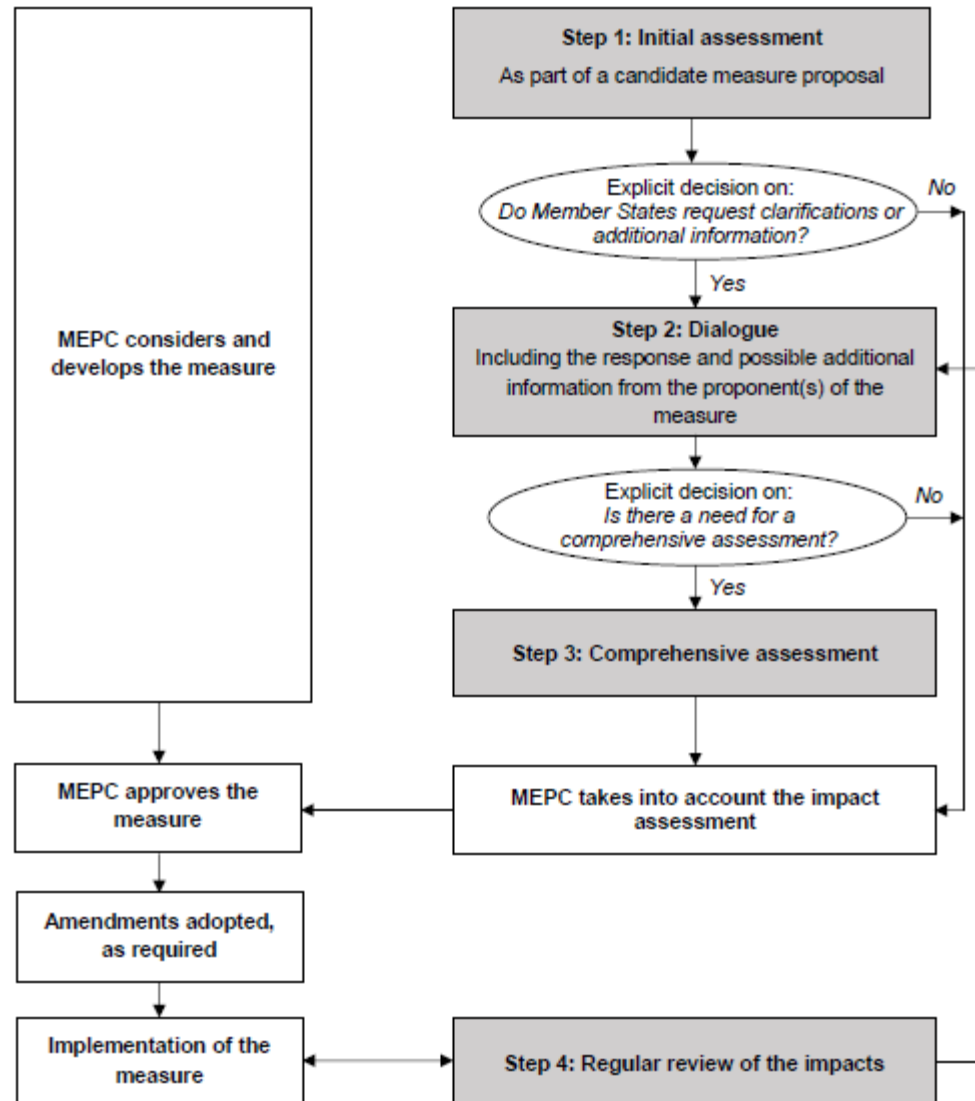 Step 1: Initial assessment
As part of a candidate measure proposal
Explicit decision on:
Do Member States request clarifications or
additional information?
No
Yes
MEPC considers and
develops the measure
Step 2: Dialogue
Including the response and possible additional
information from the proponent(s) of the
measure
Explicit decision on:
Is there a need for a
comprehensive assessment?
No
Yes
Step 3: Comprehensive assessment
MEPC approves the
measure
MEPC takes into account the impact
assessment
Amendments adopted,
as required
Implementation of the
measure
Step 4: Regular review of the impacts